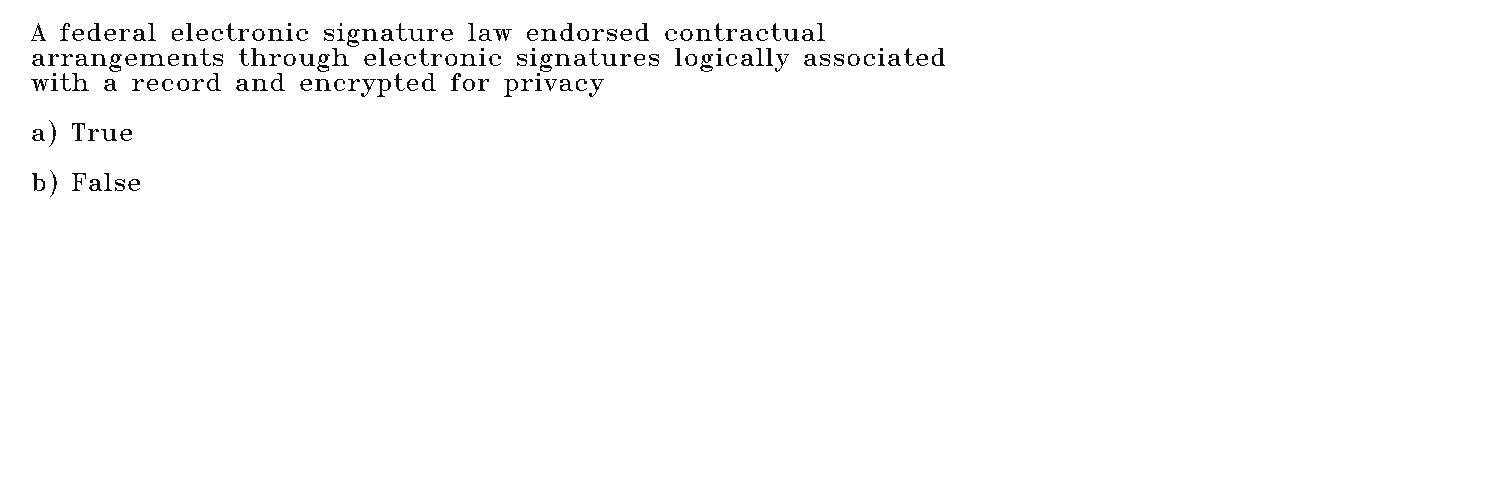 A federal electronic signature law endorsed contractual
arrangements through electronic signatures logically associated
with a record and encrypted for privacy
a) True
b) False